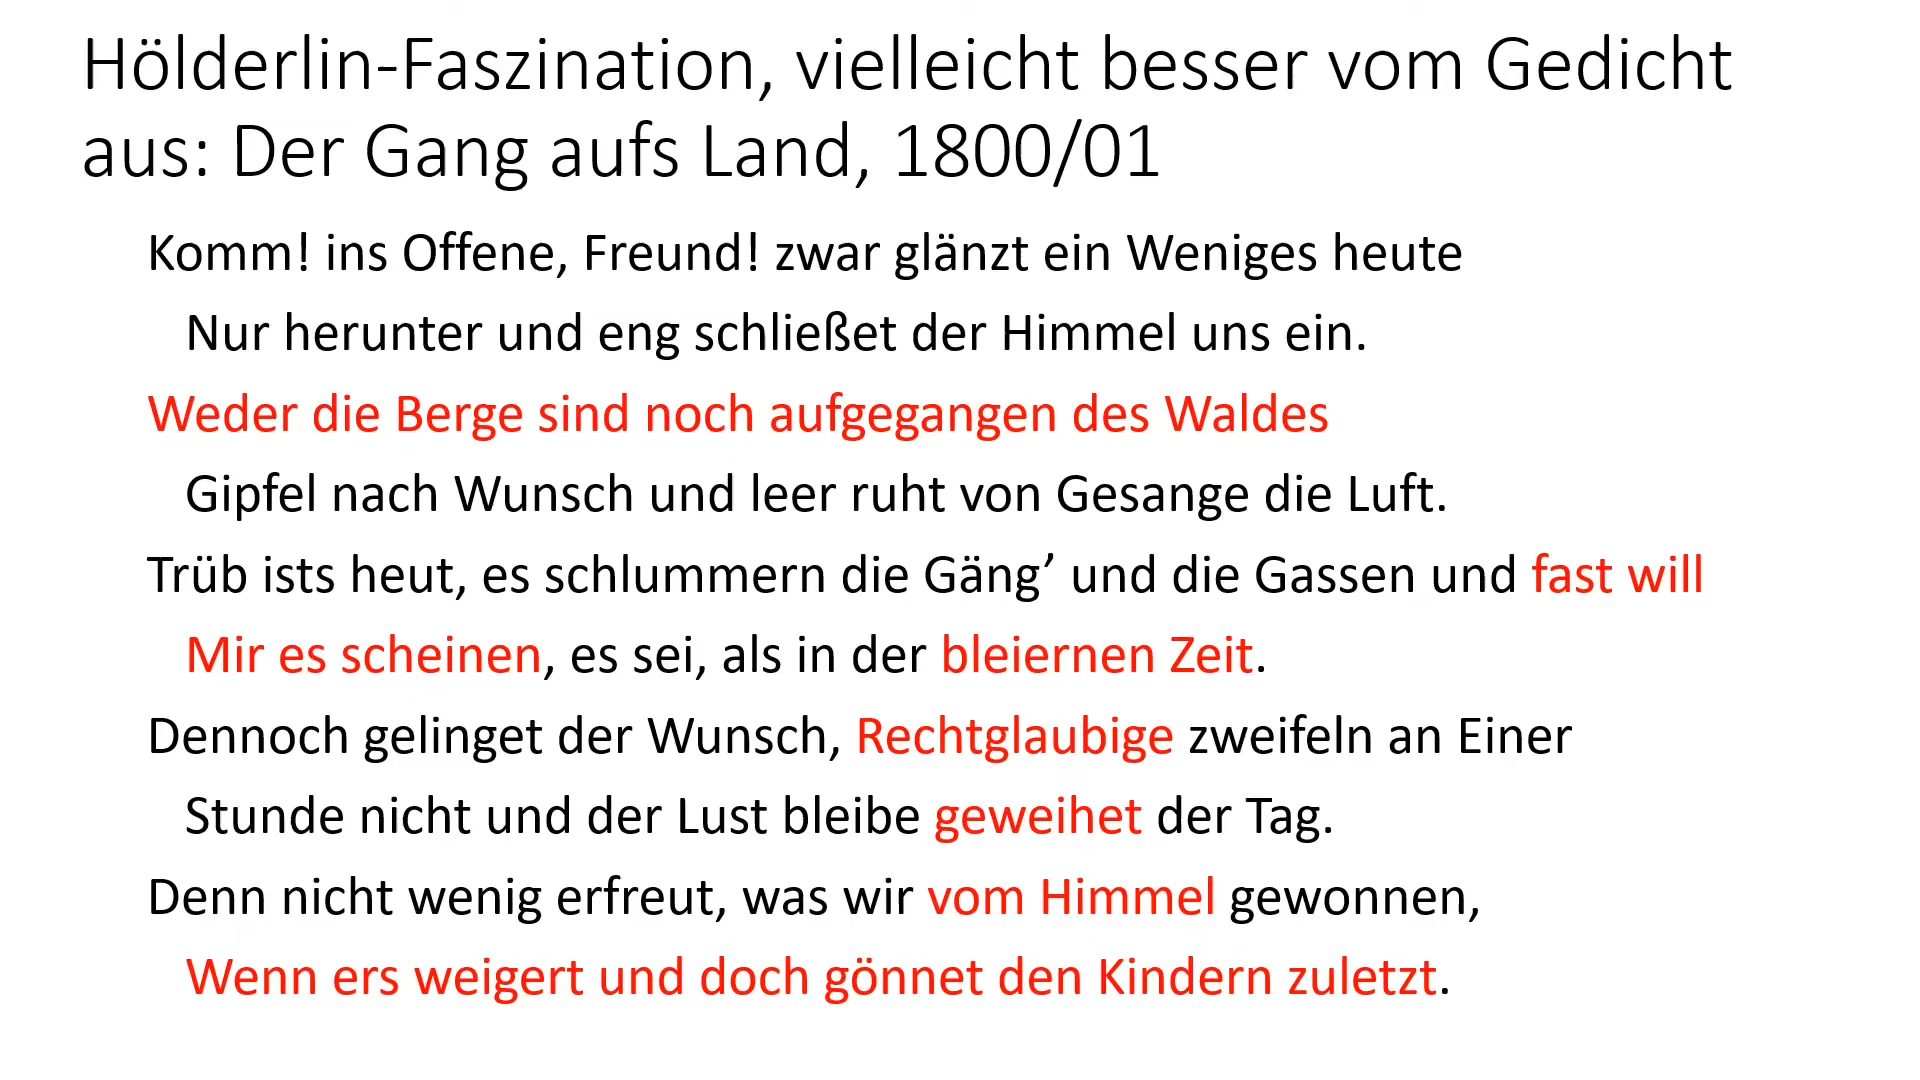 Hölderlin-Faszination, vielleicht besser vom Gedicht
aus: Der Gang aufs Land, 1800/01
Komm! ins Offene, Freund! zwar glänzt ein Weniges heute
Nur herunter und eng schließet der Himmel uns ein.
Weder die Berge sind noch aufgegangen des Waldes
Gipfel nach Wunsch und leer ruht von Gesange die Luft.
Trüb ists heut, es schlummern die Gäng’ und die Gassen und fast will
Mir es scheinen, es sei, als in der bleiernen Zeit.
Dennoch gelinget der Wunsch, Rechtglaubige zweifeln an Einer
Stunde nicht und der Lust bleibe geweihet der Tag.
Denn nicht wenig erfreut, was wir vom Himmel gewonnen,
Wenn ers weigert und doch gönnet den Kindern zuletzt.